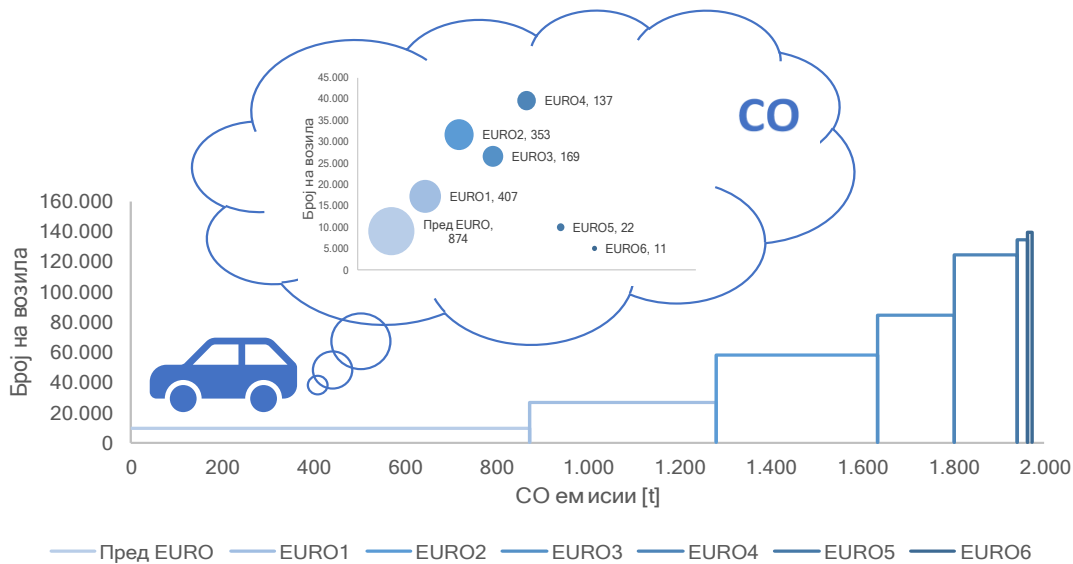 CO
45.000
40.000
35.000
30.000
25.000
20.000
15.000
10.000
5.000
0
Број на возила
EURO4, 137
EURO2, 353
EURO3, 169
EURO1, 407
Пред EURO,
874
EURO5, 22
EURO6, 11
160.000
140.000
120.000
100.000
80.000
60.000
40.000
20.000
0
Број на возила
0 200 400 600 800 1.000 1.200 1.400 1.600 1.800 2.000
CO емисии [t]
Пред EURO EURO1 EURO2 EURO3 EURO4 EURO5 EURO6